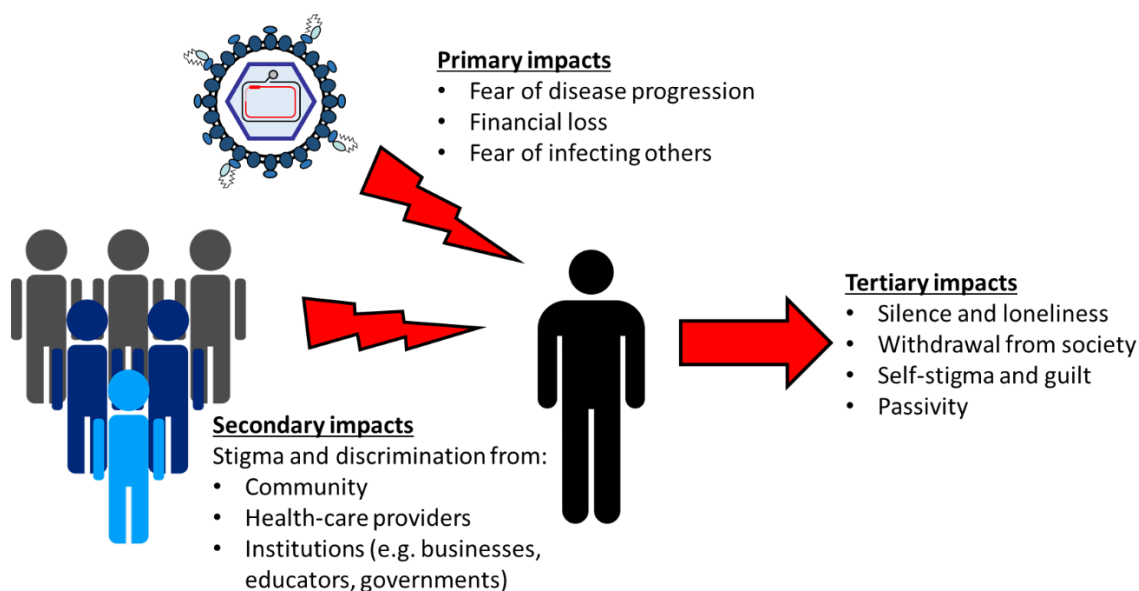 Primary impacts
• Fear of disease progression
• Financial loss
• Fear of infecting others
Secondary impacts
Stigma and discrimination from:
• Community
• Health-care providers
• Institutions (e.g. businesses,
educators, governments)
Tertiary impacts
• Silence and loneliness
• Withdrawal from society
• Self-stigma and guilt
• Passivity